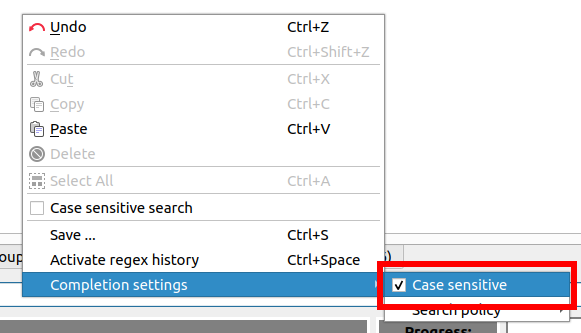 Undo Ctrl+Z
Redo Ctrl+Shift+Z
Cut Ctrl+X
Copy Ctrl+C
Paste Ctrl+V
Delete
Select All Ctrl+A
Case sensitive search
Save ... Ctrl+S
Activate regex history Ctrl+Space
Completion settings
Case sensitive
Search policy
Progress: